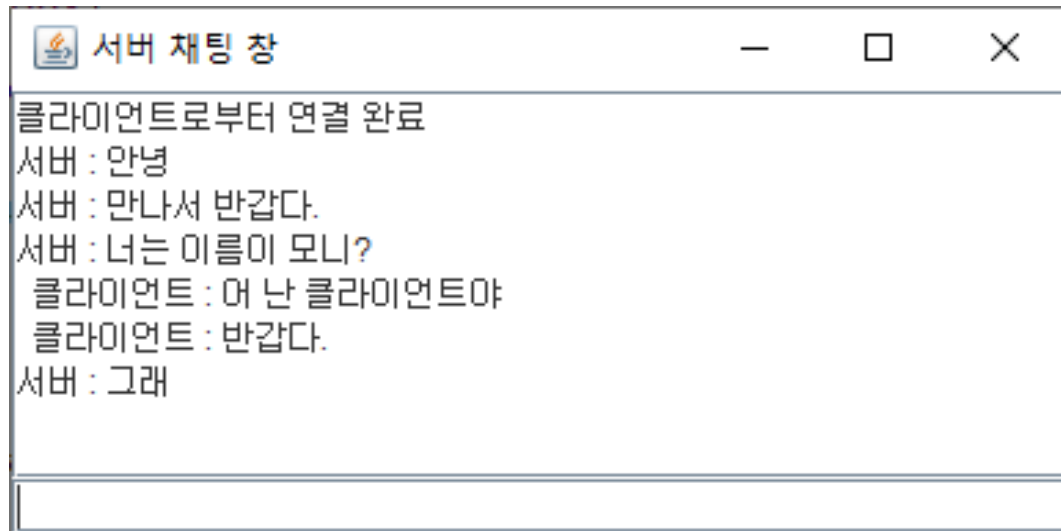 서버 채팅 창
클라이언트로부터 연결 완료
서버 : 안녕
서버 : 만나서 반갑다.
서버 : 너는 이름이 모니?
클라이언트 : 어 난 클라이언트야
클라이언트 : 반갑다.
서버 : 그래